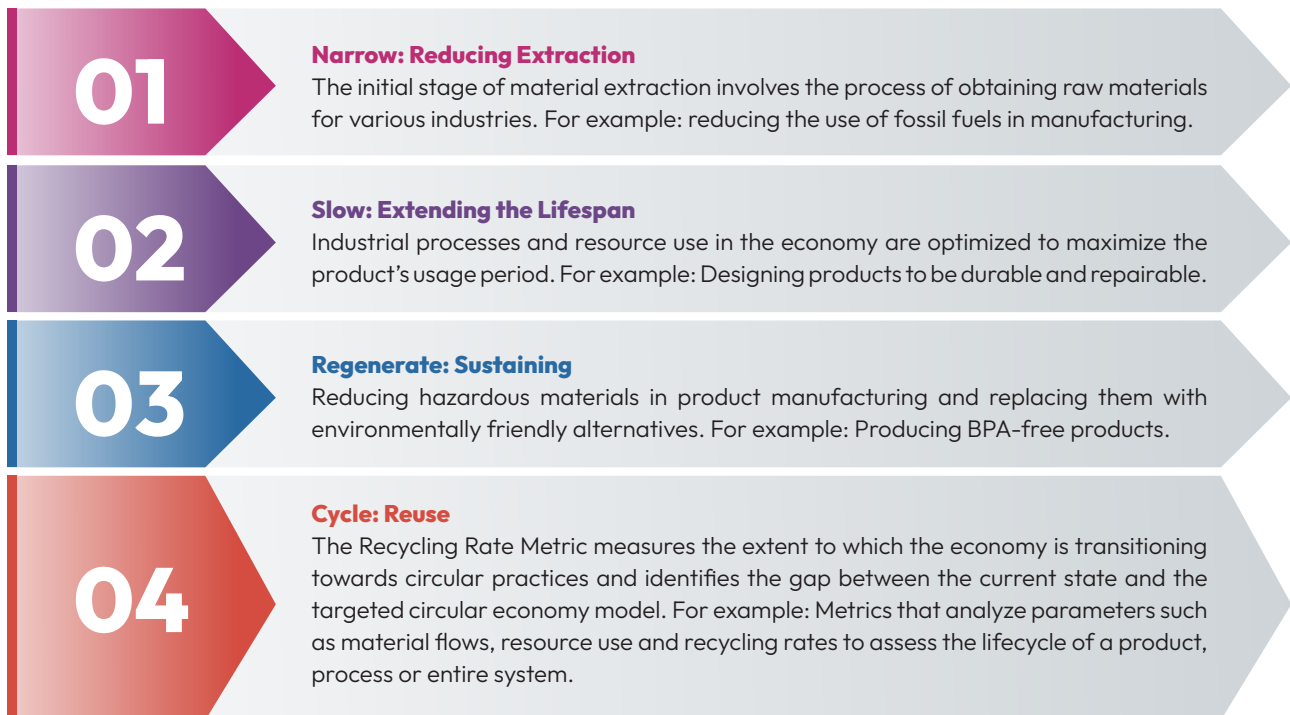 01
Narrow: Reducing Extraction
The initial stage of material extraction involves the process of obtaining raw materials
for various industries. For example: reducing the use of fossil fuels in manufacturing.
02
Slow: Extending the Lifespan
Industrial processes and resource use in the economy are optimized to maximize the
product's usage period. For example: Designing products to be durable and repairable.
03
Regenerate: Sustaining
Reducing hazardous materials in product manufacturing and replacing them with
environmentally friendly alternatives. For example: Producing BPA-free products.
04
Cycle: Reuse
The Recycling Rate Metric measures the extent to which the economy is transitioning
towards circular practices and identifies the gap between the current state and the
targeted circular economy model. For example: Metrics that analyze parameters such
as material flows, resource use and recycling rates to assess the lifecycle of a product,
process or entire system.